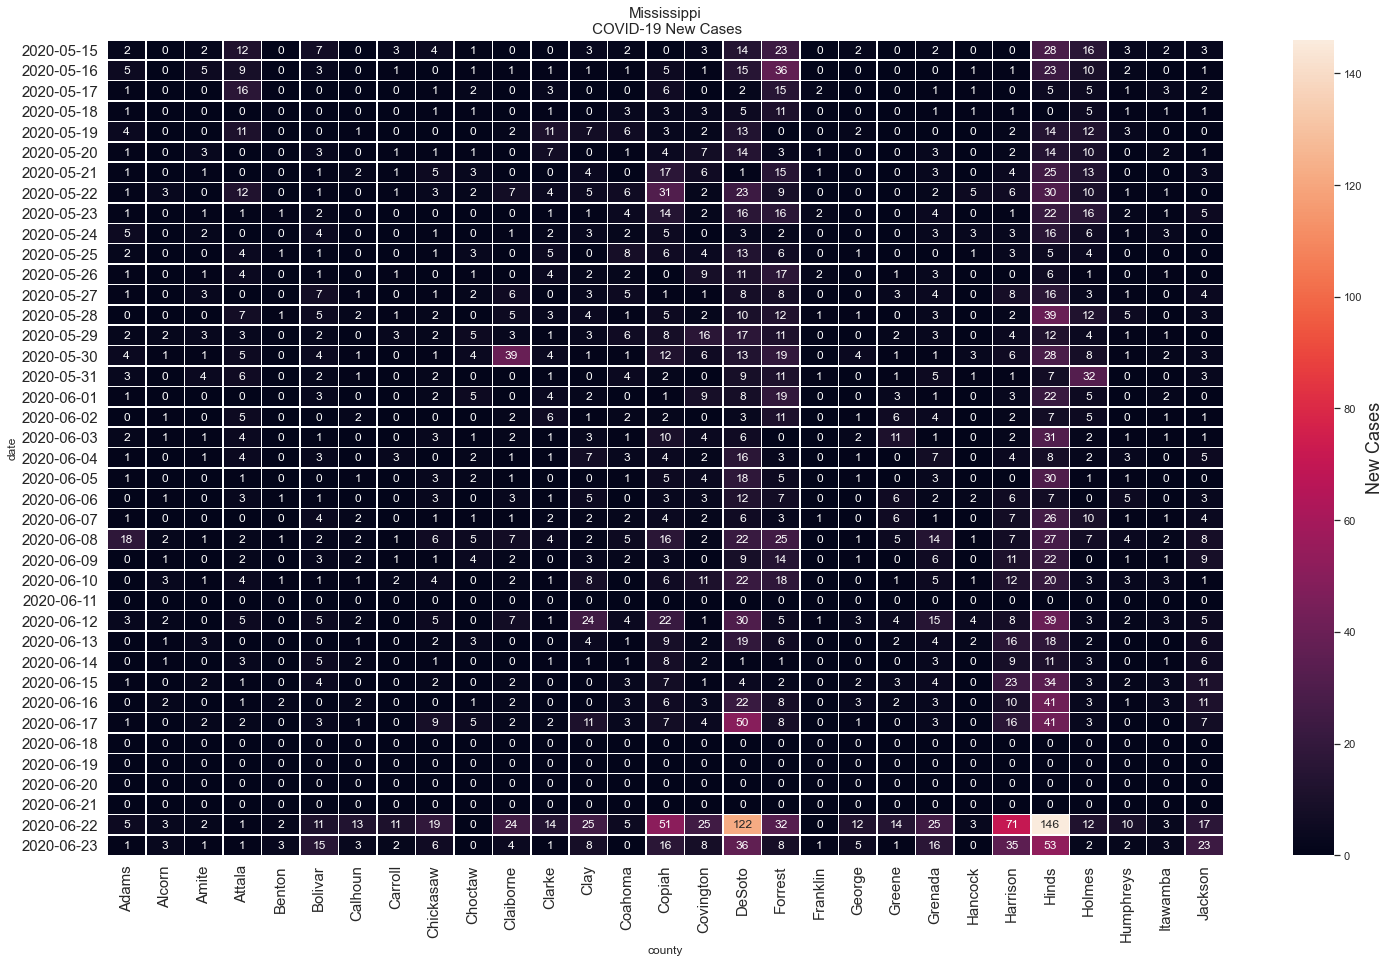 Mississippi
COVID-19 New Cases
2020-05-15 2 0 2 12 0 7 0 3 4 1 0 0 3 2 0 3 14 23 0 2 0 2 0 0 28 16 3 2 3
2020-05-16 5 0 5 9 0 3 0 1 0 1 1 1 1 1 5 1 15 36 0 0 0 0 1 1 23 10 2 0 1
2020-05-17 1 0 0 16 0 0 0 0 1 2 0 3 0 0 6 0 2 15 2 0 0 1 1 0 5 5 1 3 2
2020-05-18 1 0 0 0 0 0 0 0 1 1 0 1 0 3 3 3 5 11 0 0 0 1 1 1 0 5 1 1 1
2020-05-19 4 0 0 11 0 0 1 0 0 0 2 11 7 6 3 2 13 0 0 2 0 0 0 2 14 12 3 0 0
2020-05-20 1 0 3 0 0 3 0 1 1 1 0 7 0 1 4 7 14 3 1 0 0 3 0 2 14 10 0 2 1
2020-05-21 1 0 1 0 0 1 2 1 5 3 0 0 4 0 17 6 1 15 1 0 0 3 0 4 25 13 0 0 3
2020-05-22 1 3 0 12 0 1 0 1 3 2 7 4 5 6 31 2 23 9 0 0 0 2 5 6 30 10 1 1 0
2020-05-23 1 0 1 1 1 2 0 0 0 0 0 1 1 4 14 2 16 16 2 0 0 4 0 1 22 16 2 1 5
2020-05-24 5 0 2 0 0 4 0 0 1 0 1 2 3 2 5 0 3 2 0 0 0 3 3 3 16 6 1 3 0
2020-05-25 2 0 0 4 1 1 0 0 1 3 0 5 0 8 6 4 13 6 0 1 0 0 1 3 5 4 0 0 0
2020-05-26 1 0 1 4 0 1 0 1 0 1 0 4 2 2 0 9 11 17 2 0 1 3 0 0 6 1 0 1 0
2020-05-27 1 0 3 0 0 7 1 0 1 2 6 0 3 5 1 1 8 8 0 0 3 4 0 8 16 3 1 0 4
2020-05-28 0 0 0 7 1 5 2 1 2 0 5 3 4 1 5 2 10 12 1 1 0 3 0 2 39 12 5 0 3
2020-05-29 2 2 3 3 0 2 0 3 2 5 3 1 3 6 8 16 17 11 0 0 2 3 0 4 12 4 1 1 0
2020-05-30 4 1 1 5 0 4 1 0 1 4 39 4 1 1 12 6 13 19 0 4 1 1 3 6 28 8 1 2 3
2020-05-31 3 0 4 6 0 2 1 0 2 0 0 1 0 4 2 0 9 11 1 0 1 5 1 1 7 32 0 0 3
2020-06-01 1 0 0 0 0 3 0 0 2 5 0 4 2 0 1 9 8 19 0 0 3 1 0 3 22 5 0 2 0
2020-06-02 0 1 0 5 0 0 2 0 0 0 2 6 1 2 2 0 3 11 0 1 6 4 0 2 7 5 0 1 1
2020-06-03 2 1 1 4 0 1 0 0 3 1 2 1 3 1 10 4 6 0 0 2 11 1 0 2 31 2 1 1 1
2020-06-04 1 0 1 4 0 3 0 3 0 2 1 1 7 3 4 2 16 3 0 1 0 7 0 4 8 2 3 0 5
2020-06-05 1 0 0 1 0 0 1 0 3 2 1 0 0 1 5 4 18 5 0 1 0 3 0 0 30 1 1 0 0
2020-06-06 0 1 0 3 1 1 0 0 3 0 3 1 5 0 3 3 12 7 0 0 6 2 2 6 7 0 5 0 3
2020-06-07 1 0 0 0 0 4 2 0 1 1 1 2 2 2 4 2 6 3 1 0 6 1 0 7 26 10 1 1 4
2020-06-08 18 2 1 2 1 2 2 1 6 5 7 4 2 5 16 2 22 25 0 1 5 14 1 7 27 7 4 2 8
2020-06-09 0 1 0 2 0 3 2 1 1 4 2 0 3 2 3 0 9 14 0 1 0 6 0 11 22 0 1 1 9
2020-06-10 0 3 1 4 1 1 1 2 4 0 2 1 8 0 6 11 22 18 0 0 1 5 1 12 20 3 3 3 1
2020-06-11 0 0 0 0 0 0 0 0 0 0 0 0 0 0 0 0 0 0 0 0 0 0 0 0 0 0 0 0 0
2020-06-12 3 2 0 5 0 5 2 0 5 0 7 1 24 4 22 1 30 5 1 3 4 15 4 8 39 3 2 3 5
2020-06-13 0 1 3 0 0 1 0 0 2 3 0 0 4 1 9 2 19 6 0 0 2 4 2 16 18 2 0 0 6
2020-06-14 0 1 0 3 0 5 2 0 1 0 0 1 1 1 8 2 1 1 0 0 0 3 0 9 11 3 0 1 6
2020-06-15 1 0 2 1 0 4 0 0 2 0 2 0 0 3 7 1 4 2 0 2 3 4 0 23 34 3 2 3 11
2020-06-16 0 2 0 1 2 0 2 0 0 1 2 0 0 3 6 3 22 8 0 3 2 3 0 10 41 3 1 3 11
2020-06-17 1 0 2 2 0 3 1 0 9 5 2 2 11 3 7 4 50 8 0 1 0 3 0 16 41 3 0 0 7
2020-06-18 0 0 0 0 0 0 0 0 0 0 0 0 0 0 0 0 0 0 0 0 0 0 0 0 0 0 0 0 0
2020-06-19 0 0 0 0 0 0 0 0 0 0 0 0 0 0 0 0 0 0 0 0 0 0 0 0 0 0 0 0 0
2020-06-20 0 0 0 0 0 0 0 0 0 0 0 0 0 0 0 0 0 0 0 0 0 0 0 0 0 0 0 0 0
2020-06-21 0 0 0 0 0 0 0 0 0 0 0 0 0 0 0 0 0 0 0 0 0 0 0 0 0 0 0 0 0
2020-06-22 5 3 2 1 2 11 13 11 19 0 24 14 25 5 51 25 122 32 0 12 14 25 3 71 146 12 10 3 17
2020-06-23 1 3 1 1 3 15 3 2 6 0 4 1 8 0 16 8 36 8 1 5 1 16 0 35 53 2 2 3 23
Adams Alcorn Amite Attala Benton Bolivar Calhoun Carroll Chickasaw Choctaw Claiborne Clarke Clay Coahoma Copiah Covington DeSoto Forrest Franklin George Greene Grenada Hancock Harrison Hinds Holmes Humphreys Itawamba Jackson
county
date
140
120
100
80
60
40
20
0
New Cases